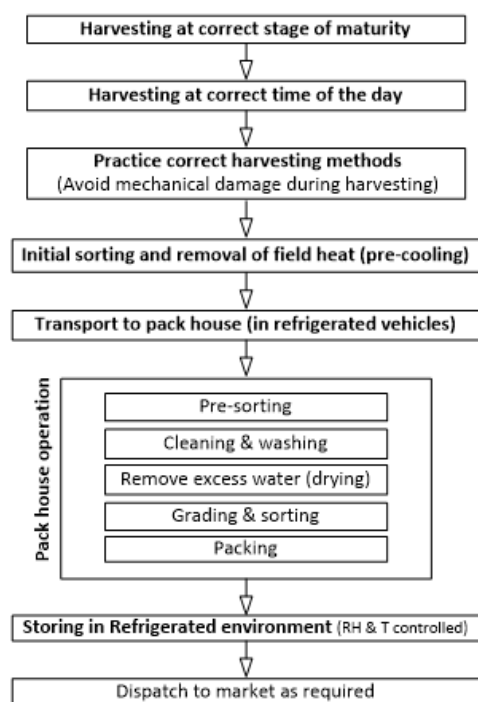 Harvesting at correct stage of maturity
Harvesting at correct time of the day
Practice correct harvesting methods
(Avoid mechanical damage during harvesting)
Initial sorting and removal of field heat (pre-cooling)
Transport to pack house (in refrigerated vehicles)
Pack house operation
Pre-sorting
Cleaning & washing
Remove excess water (drying)
Grading & sorting
Packing
Storing in Refrigerated environment (RH & T controlled)
Dispatch to market as required